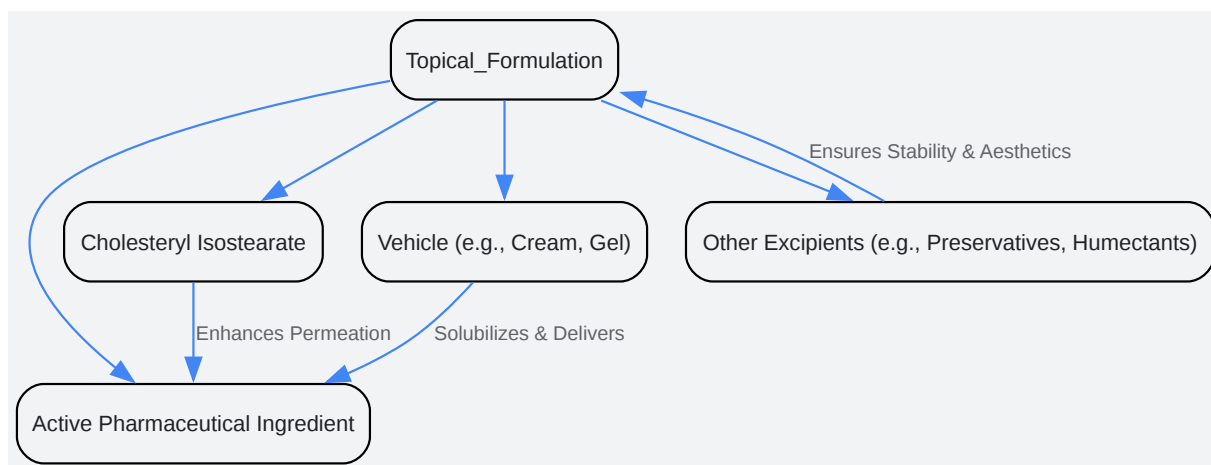 Topical_Formulation
Ensures Stability & Aesthetics
Cholesteryl Isostearate
Vehicle (e.g., Cream, Gel)
Other Excipients (e.g., Preservatives, Humectants)
Enhances Permeation
Solubilizes & Delivers
Active Pharmaceutical Ingredient